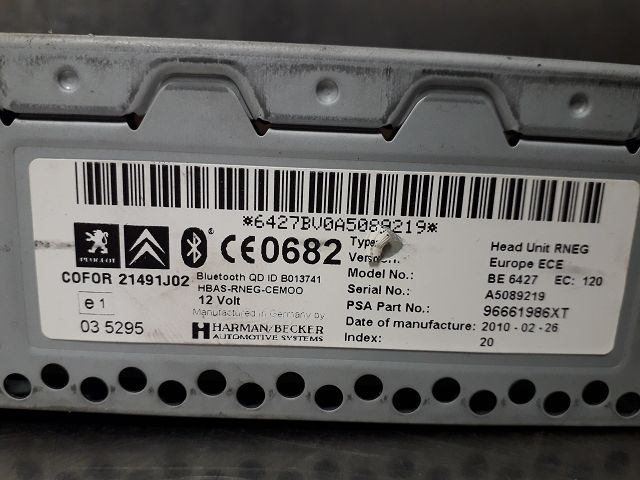 *6427BV0A5089219*
PEUGEOT
CE0682
COFOR 21491J02
Bluetooth QD ID B013741
HBAS-RNEG-CEMOO
12 Volt
e1
03 5295
Manufactured in Germany by
HARMAN/BECKER
AUTOMOTIVE SYSTEMS
Type: Head Unit RNEG
Europe ECE
Model No.: BE 6427 EC: 120
Serial No.: A5089219
PSA Part No.: 96661986XT
Date of manufacture: 2010-02-26
Index: 20